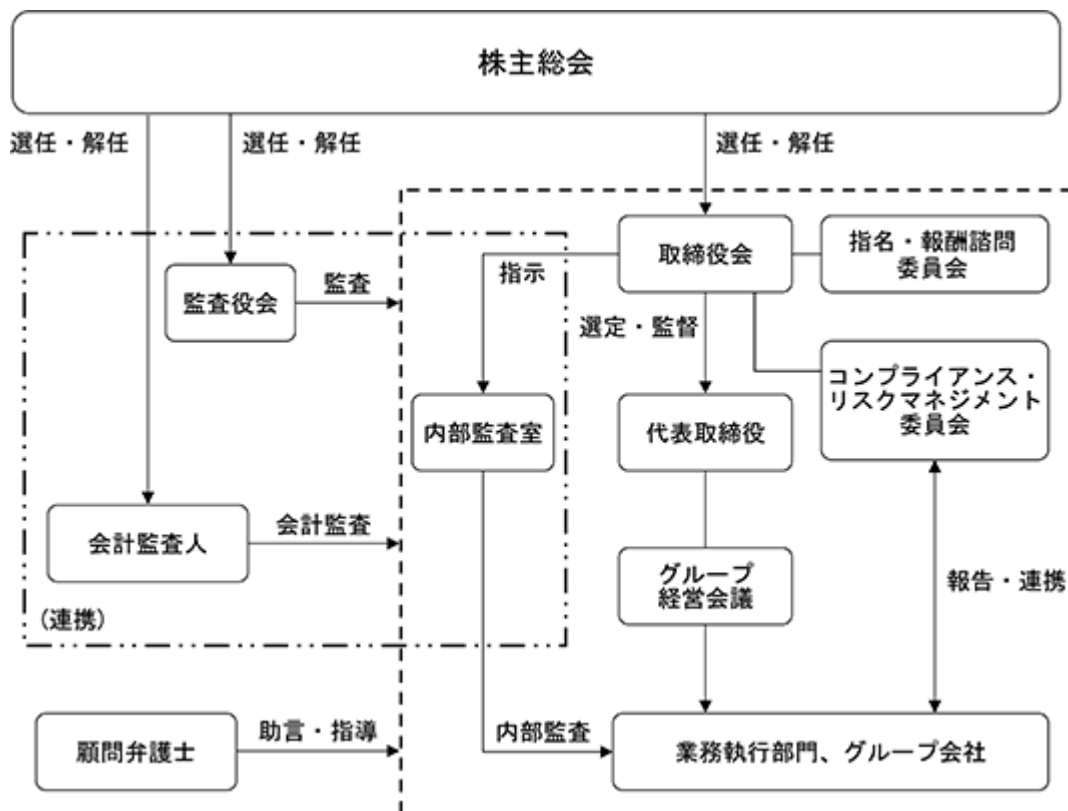 株主総会
選任・解任
選任・解任
選任・解任
取締役会
指名・報酬諮問
委員会
指示
監査役会
監査
選定・監督
コンプライアンス・
リスクマネジメント
委員会
内部監査室
代表取締役
会計監査人
会計監査
グループ
経営会議
報告・連携
(連携)
顧問弁護士
助言・指導
内部監査
業務執行部門、グループ会社